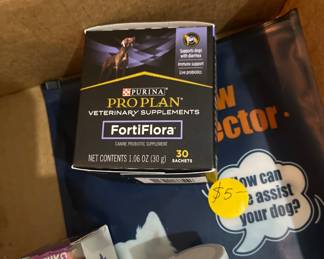 Supports dogs
with diarrhea
Immune support
Live probiotics
PURINA
PRO PLAN
VETERINARY SUPPLEMENTS
FortiFlora
CANINE PROBIOTIC SUPPLEMENT
NET CONTENTS 1.06 OZ (30 g)
30
SACHETS
$5-
How can
we assist
your dog?